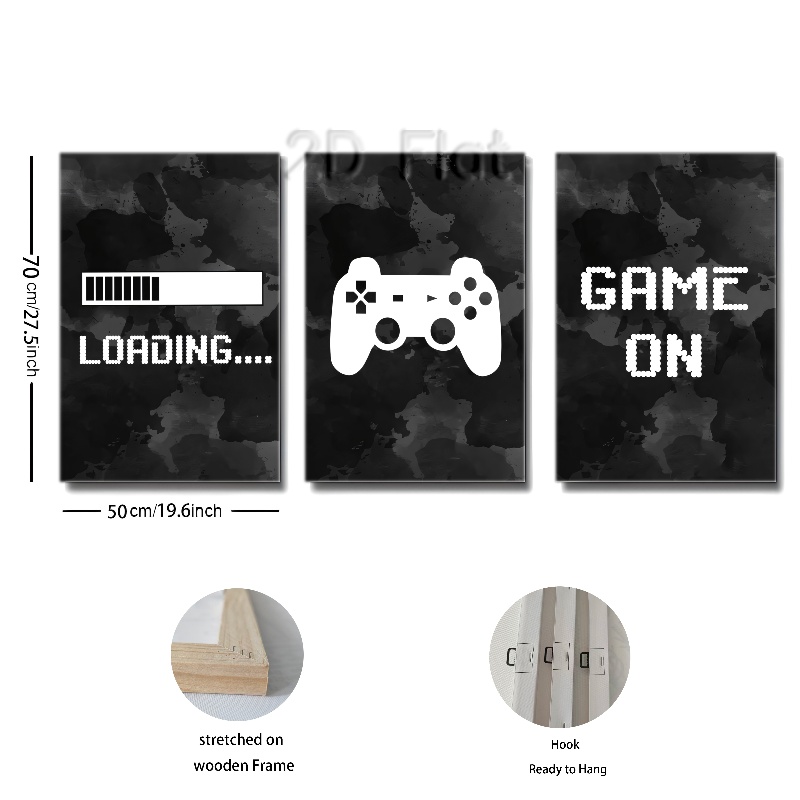 2D Flat
70 cm/27.5inch
LOADING....
GAME
ON
50cm/19.6inch
stretched on
wooden Frame
Hook
Ready to Hang